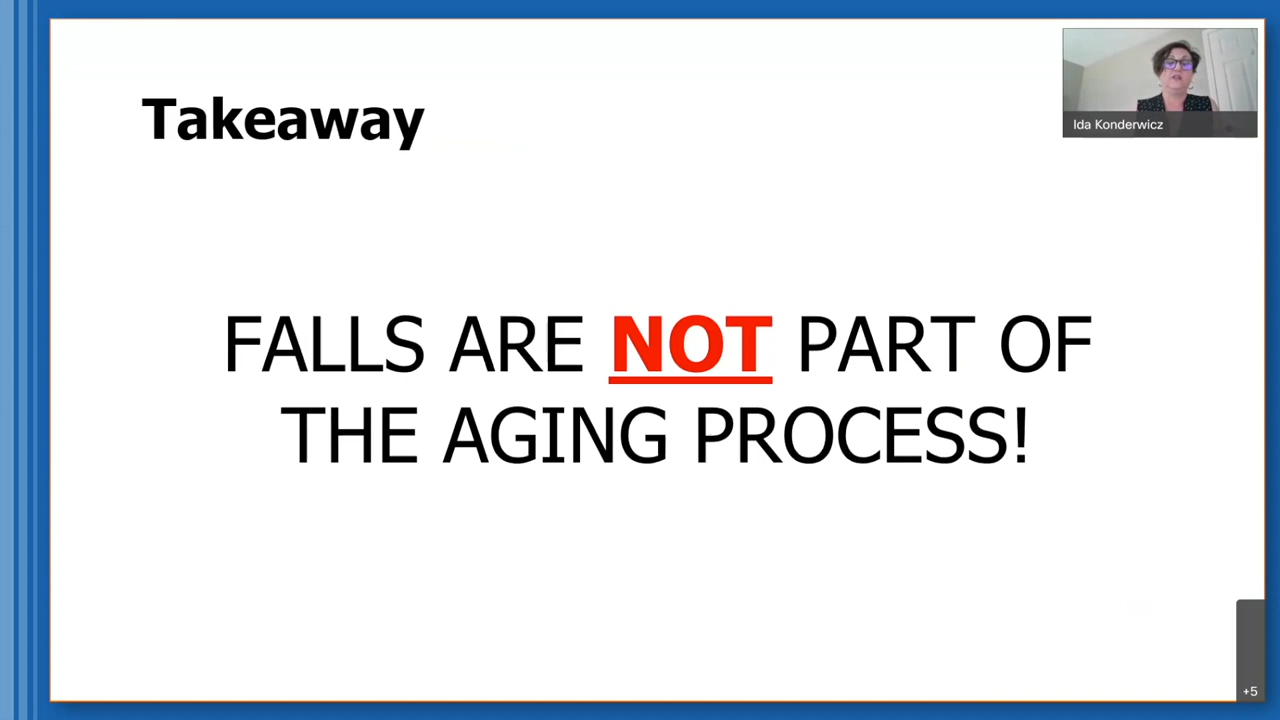 Takeaway
Ida Konderwicz
FALLS ARE NOT PART OF
THE AGING PROCESS!
+5